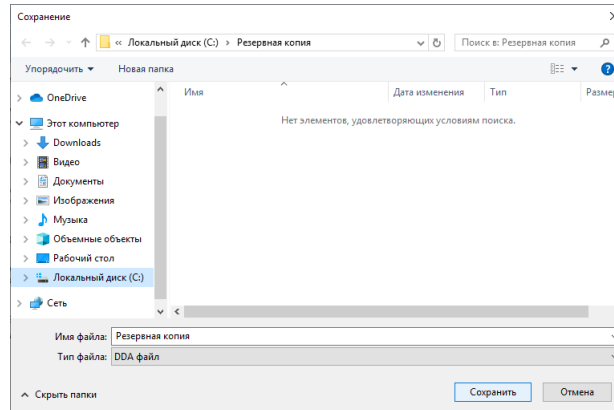 Сохранение
« Локальный диск (C:) › Резервная копия
Поиск в: Резервная копия
Упорядочить Новая папка
Имя Дата изменения Тип
OneDrive
Нет элементов, удовлетворяющих условиям поиска.
Этот компьютер
Downloads
Видео
Документы
Изображения
Музыка
Объемные объекты
Рабочий стол
Локальный диск (C:)
Сеть
Имя файла: Резервная копия
Тип файла: DDA файл
Скрыть папки
Сохранить Отмена